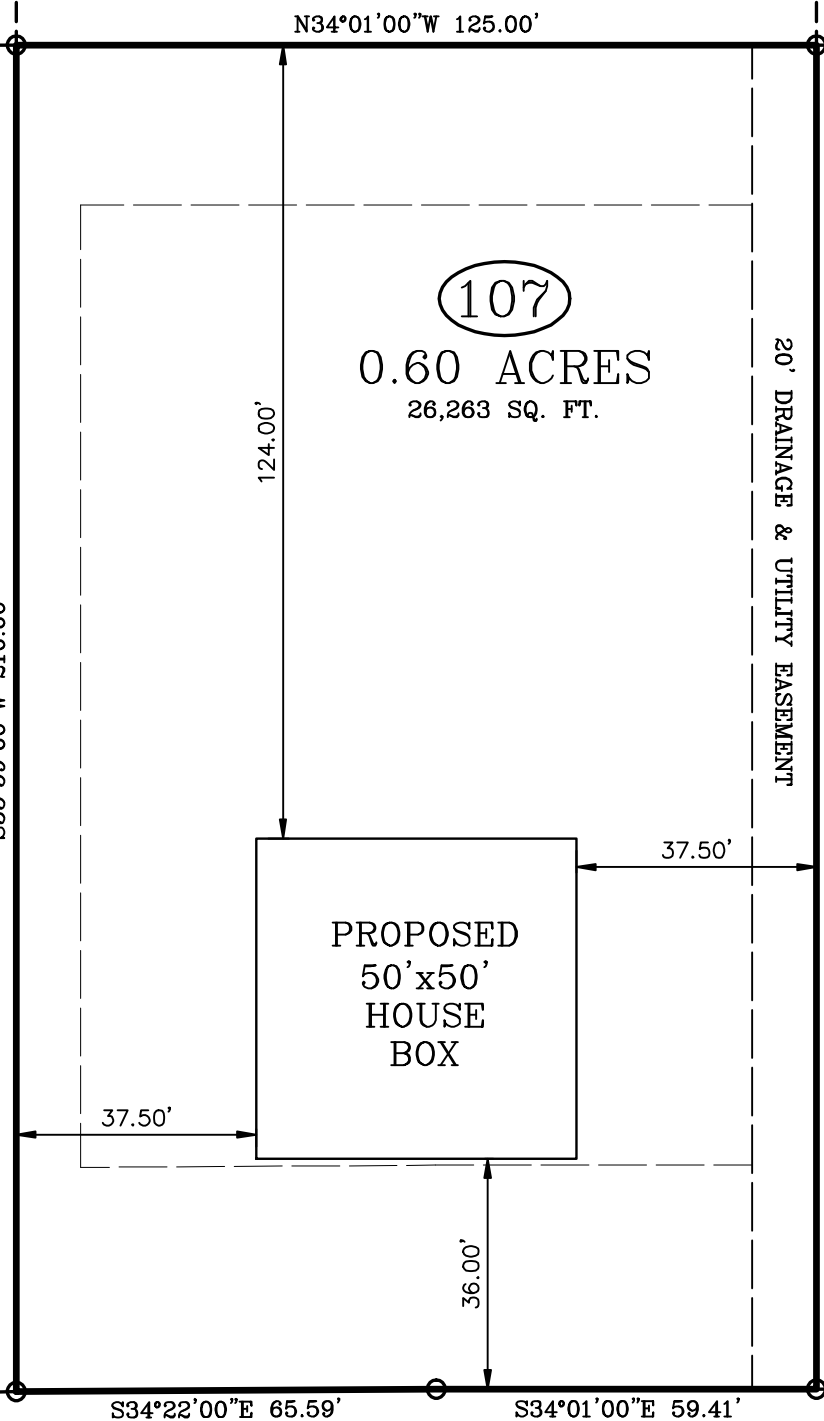 N34°01'00"W 125.00'
107
0.60 ACRES
26,263 SQ. FT.
124.00'
20' DRAINAGE & UTILITY EASEMENT
37.50'
PROPOSED
50'x50'
HOUSE
BOX
37.50'
36.00'
S34°22'00"E 65.59'
S34°01'00"E 59.41'